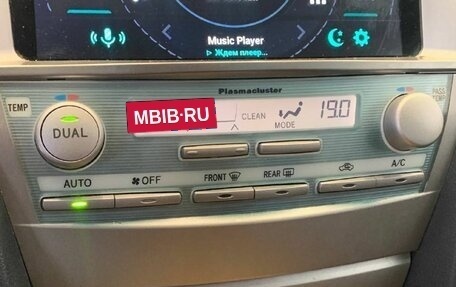 Music Player
Ждем плеер...
Plasmacluster
TEMP
PASS
TEMP
MBIB·RU
CLEAN
MODE
19.0
DUAL
AUTO
OFF
FRONT
REAR
A/C